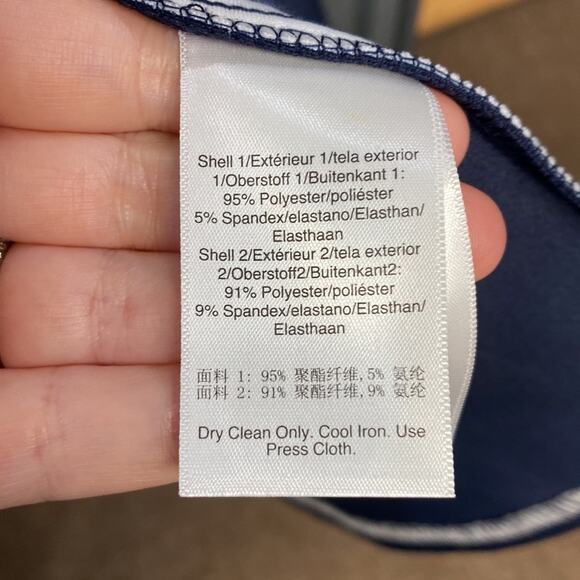 Shell 1/Extérieur 1/tela exterior
1/Oberstoff 1/Buitenkant 1:
95% Polyester/poliéster
5% Spandex/elastano/Elasthan/
Elasthaan
Shell 2/Extérieur 2/tela exterior
2/Oberstoff2/Buitenkant2:
91% Polyester/poliéster
9% Spandex/elastano/Elasthan/
Elasthaan
面料 1: 95% 聚酯纤维,5% 氨纶
面料 2: 91% 聚酯纤维,9% 氨纶
Dry Clean Only. Cool Iron. Use
Press Cloth.